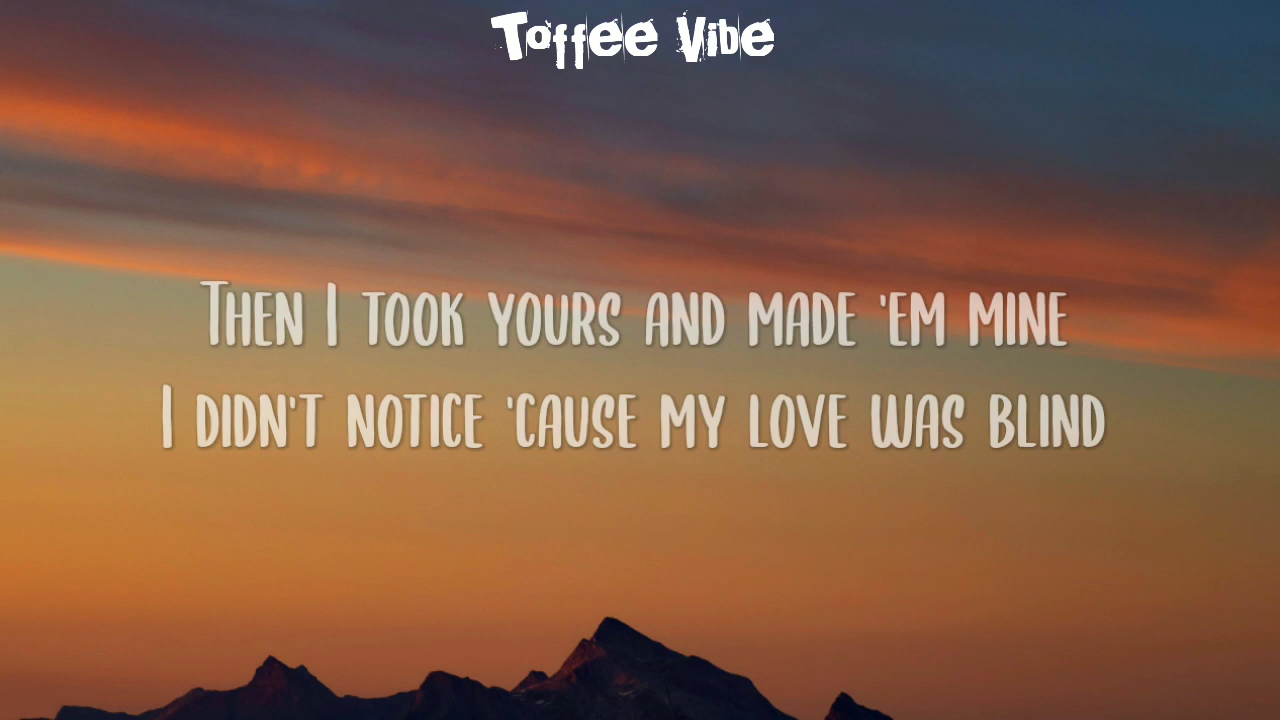 Toffee Vibe
Then I took yours and made 'em mine
I didn't notice 'cause my love was blind